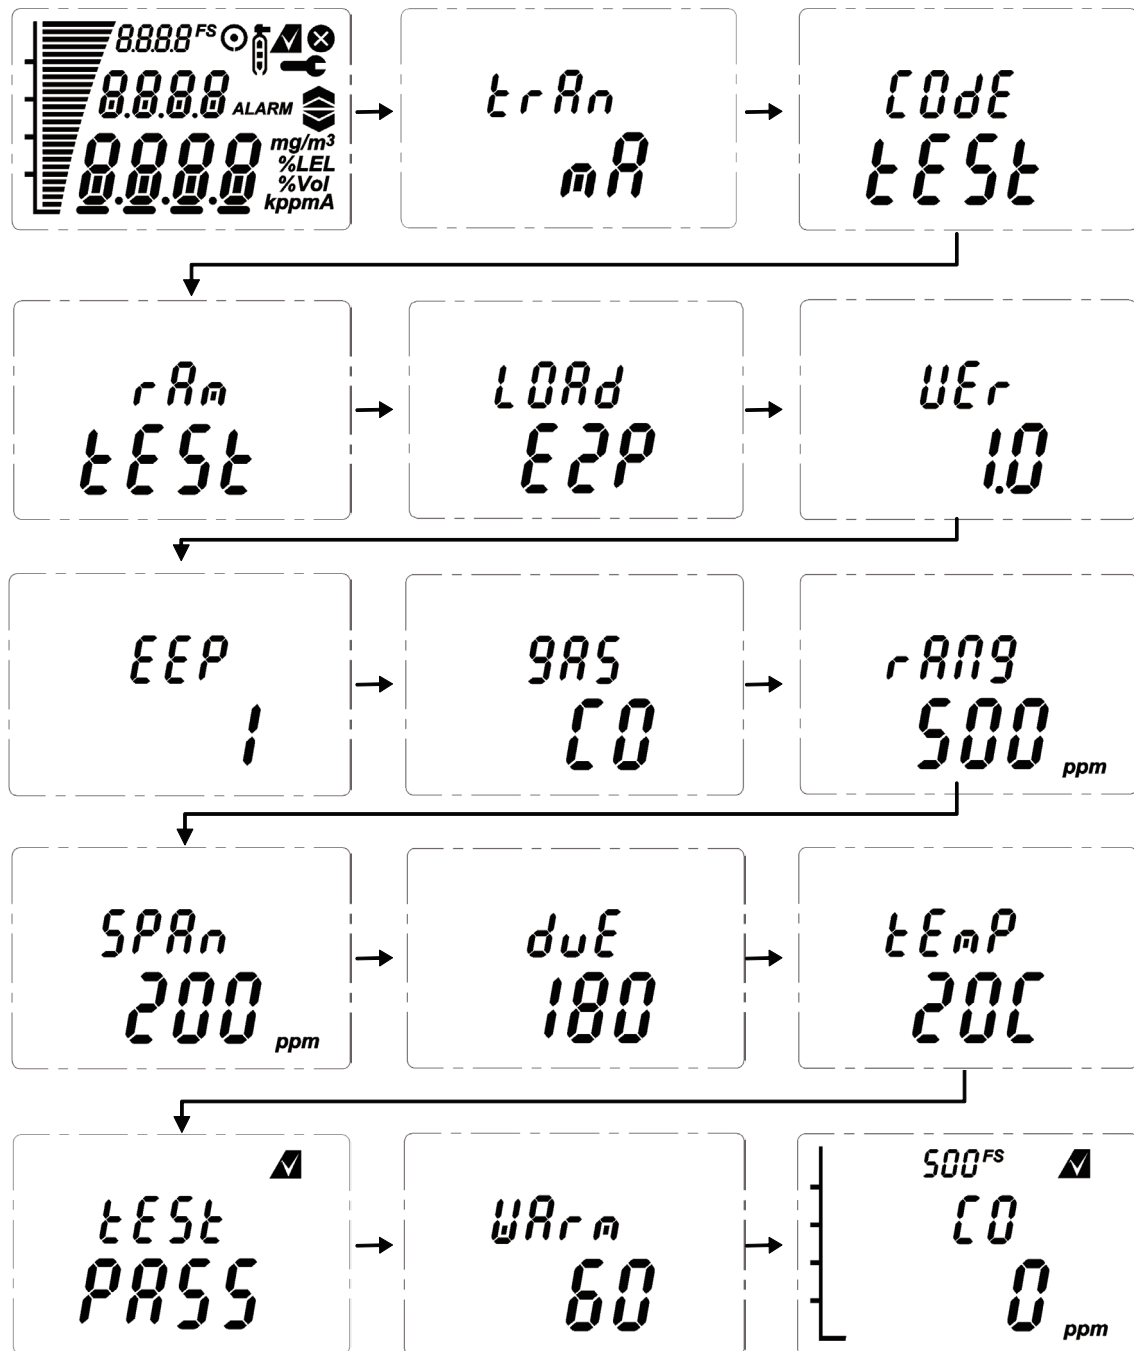 8.8.8.8 FS
8.8.8.8 ALARM
8.8.8.8
mg/m³
%LEL
%Vol
kppmA
trAn
mA
COdE
tESt
rAm
tESt
LOAd
E2P
VEr
1.0
EEP
1
gAS
CO
rANg
500 ppm
SPAn
200 ppm
duE
180
tEmP
20C
tESt
PASS
WArm
60
500 FS
CO
0 ppm